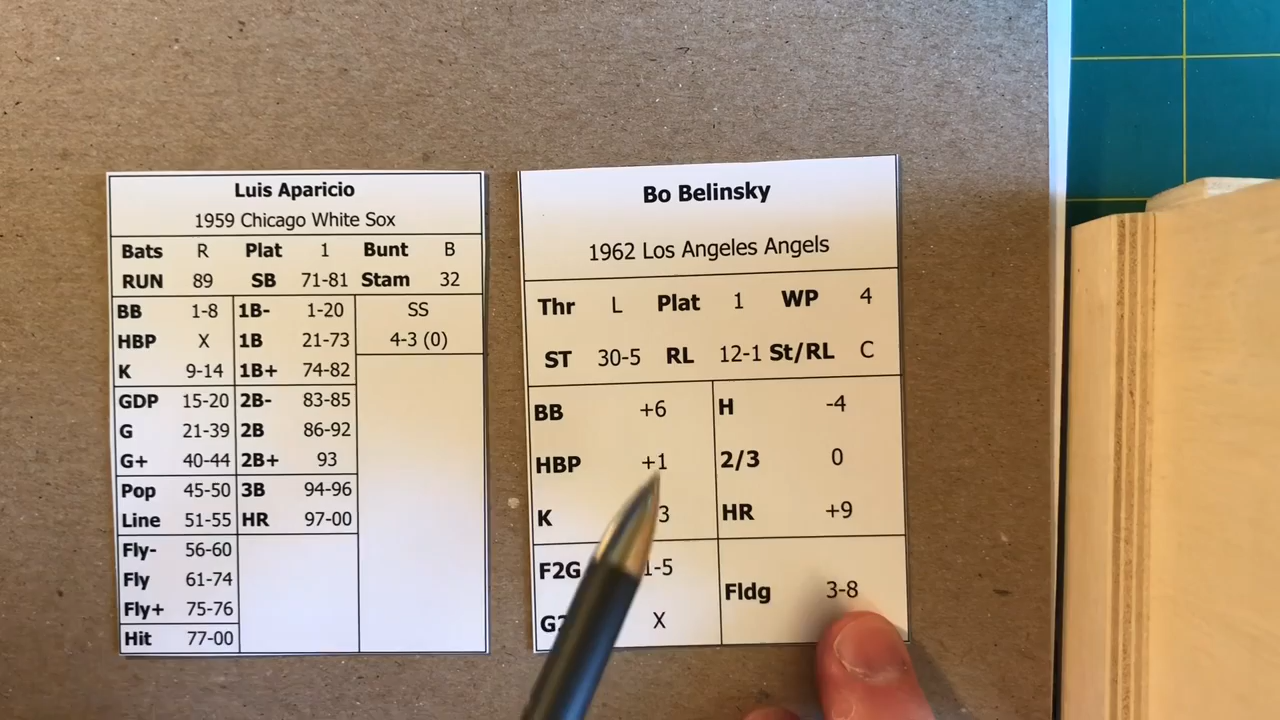 Luis Aparicio
1959 Chicago White Sox
Bats R Plat 1 Bunt B
RUN 89 SB 71-81 Stam 32
BB 1-8 1B- 1-20 SS
HBP X 1B 21-73 4-3 (0)
K 9-14 1B+ 74-82
GDP 15-20 2B- 83-85
G 21-39 2B 86-92
G+ 40-44 2B+ 93
Pop 45-50 3B 94-96
Line 51-55 HR 97-00
Fly- 56-60
Fly 61-74
Fly+ 75-76
Hit 77-00
Bo Belinsky
1962 Los Angeles Angels
Thr L Plat 1 WP 4
ST 30-5 RL 12-1 St/RL C
BB +6 H -4
HBP +1 2/3 0
K 3 HR +9
F2G 1-5
Fldg 3-8
X